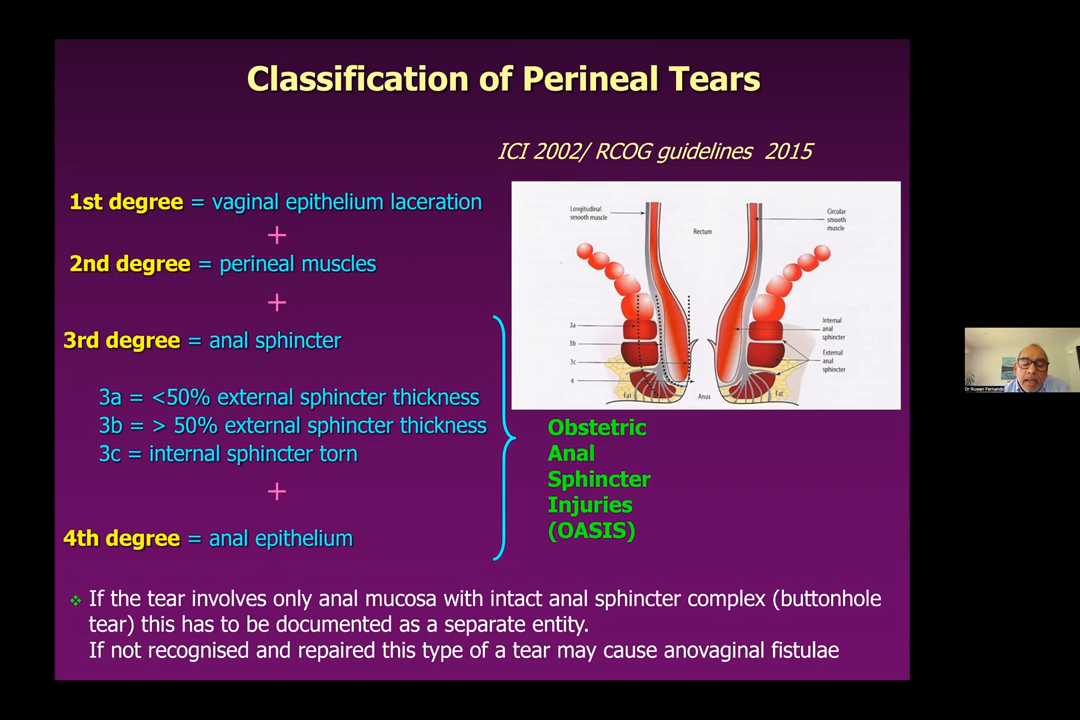 Classification of Perineal Tears
ICI 2002/ RCOG guidelines 2015
1st degree = vaginal epithelium laceration
+
2nd degree = perineal muscles
+
3rd degree = anal sphincter
3a = <50% external sphincter thickness
3b = > 50% external sphincter thickness
3c = internal sphincter torn
+
4th degree = anal epithelium
Longitudinal
smooth muscle
Rectum
Circular
smooth
muscle
3a
3b
3c
4
Internal
anal
sphincter
External
anal
sphincter
Fat
Anus
Fat
Obstetric
Anal
Sphincter
Injuries
(OASIS)
If the tear involves only anal mucosa with intact anal sphincter complex (buttonhole
tear) this has to be documented as a separate entity.
If not recognised and repaired this type of a tear may cause anovaginal fistulae
Dr Ruwan Fernando